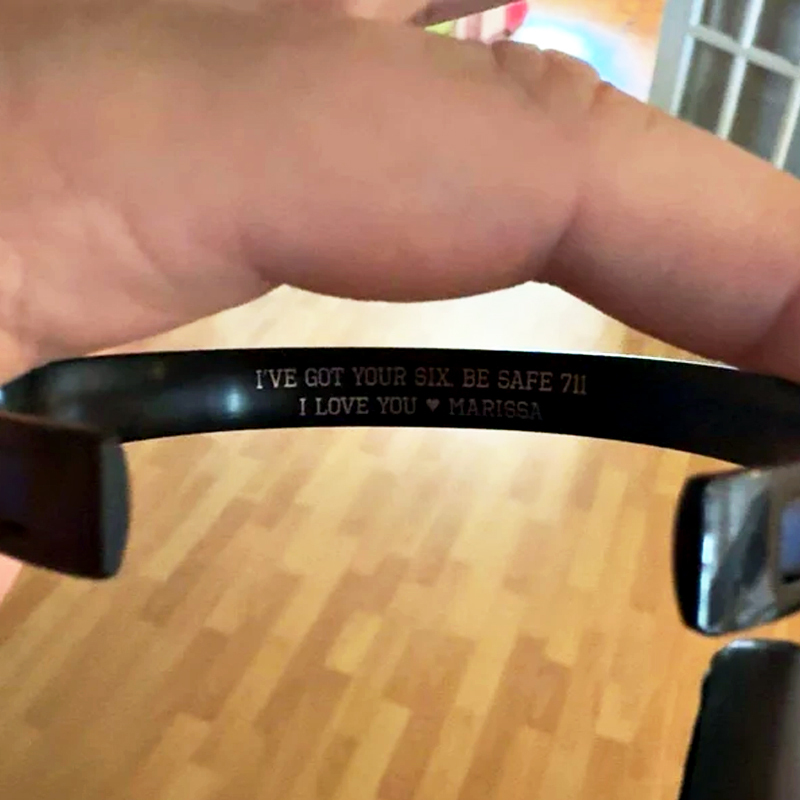 I'VE GOT YOUR SIX. BE SAFE 711
I LOVE YOU ♥ MARISSA